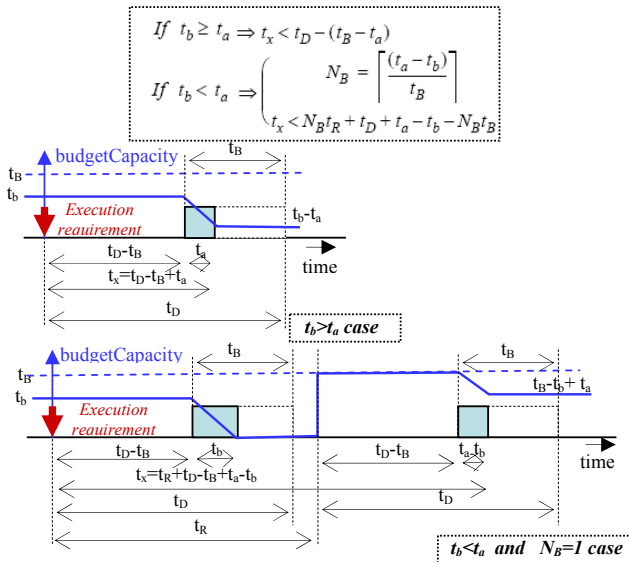 If t_b ≥ t_a ⇒ t_x < t_D − (t_B − t_a)
If t_b < t_a ⇒ ( N_B = ⌈(t_a − t_b) / t_B⌉
t_x < N_B t_R + t_D + t_a − t_b − N_B t_B
t_B
t_B budgetCapacity
t_b
Execution
reauirement
t_b-t_a
t_D-t_B
t_a
time
t_x=t_D-t_B+t_a
t_D
t_b>t_a case
budgetCapacity
t_B
t_B
t_B
t_b
t_B-t_b+ t_a
Execution
reauirement
t_D-t_B
t_b
t_D-t_B
t_a-t_b
time
t_x=t_R+t_D-t_B+t_a-t_b
t_D
t_D
t_R
t_b<t_a and N_B=1 case